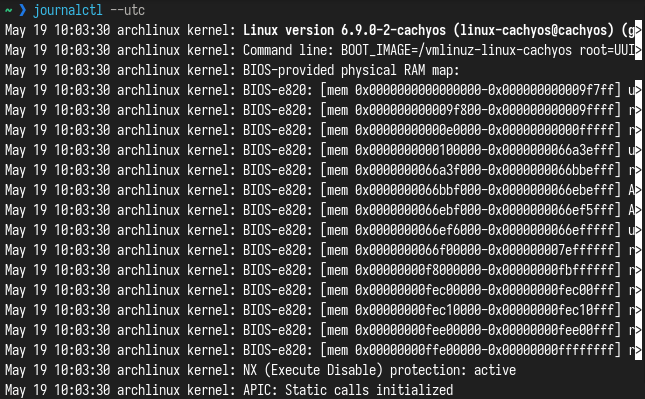 ~ ❯ journalctl --utc
May 19 10:03:30 archlinux kernel: Linux version 6.9.0-2-cachyos (linux-cachyos@cachyos) (g>
May 19 10:03:30 archlinux kernel: Command line: BOOT_IMAGE=/vmlinuz-linux-cachyos root=UUI>
May 19 10:03:30 archlinux kernel: BIOS-provided physical RAM map:
May 19 10:03:30 archlinux kernel: BIOS-e820: [mem 0x0000000000000000-0x000000000009f7ff] u>
May 19 10:03:30 archlinux kernel: BIOS-e820: [mem 0x000000000009f800-0x000000000009ffff] r>
May 19 10:03:30 archlinux kernel: BIOS-e820: [mem 0x00000000000e0000-0x00000000000fffff] r>
May 19 10:03:30 archlinux kernel: BIOS-e820: [mem 0x0000000000100000-0x0000000066a3efff] u>
May 19 10:03:30 archlinux kernel: BIOS-e820: [mem 0x0000000066a3f000-0x0000000066bbefff] r>
May 19 10:03:30 archlinux kernel: BIOS-e820: [mem 0x0000000066bbf000-0x0000000066ebefff] A>
May 19 10:03:30 archlinux kernel: BIOS-e820: [mem 0x0000000066ebf000-0x0000000066ef5fff] A>
May 19 10:03:30 archlinux kernel: BIOS-e820: [mem 0x0000000066ef6000-0x0000000066efffff] u>
May 19 10:03:30 archlinux kernel: BIOS-e820: [mem 0x0000000066f00000-0x000000007effffff] r>
May 19 10:03:30 archlinux kernel: BIOS-e820: [mem 0x00000000f8000000-0x00000000fbffffff] r>
May 19 10:03:30 archlinux kernel: BIOS-e820: [mem 0x00000000fec00000-0x00000000fec00fff] r>
May 19 10:03:30 archlinux kernel: BIOS-e820: [mem 0x00000000fec10000-0x00000000fec10fff] r>
May 19 10:03:30 archlinux kernel: BIOS-e820: [mem 0x00000000fee00000-0x00000000fee00fff] r>
May 19 10:03:30 archlinux kernel: BIOS-e820: [mem 0x00000000ffe00000-0x00000000ffffffff] r>
May 19 10:03:30 archlinux kernel: NX (Execute Disable) protection: active
May 19 10:03:30 archlinux kernel: APIC: Static calls initialized